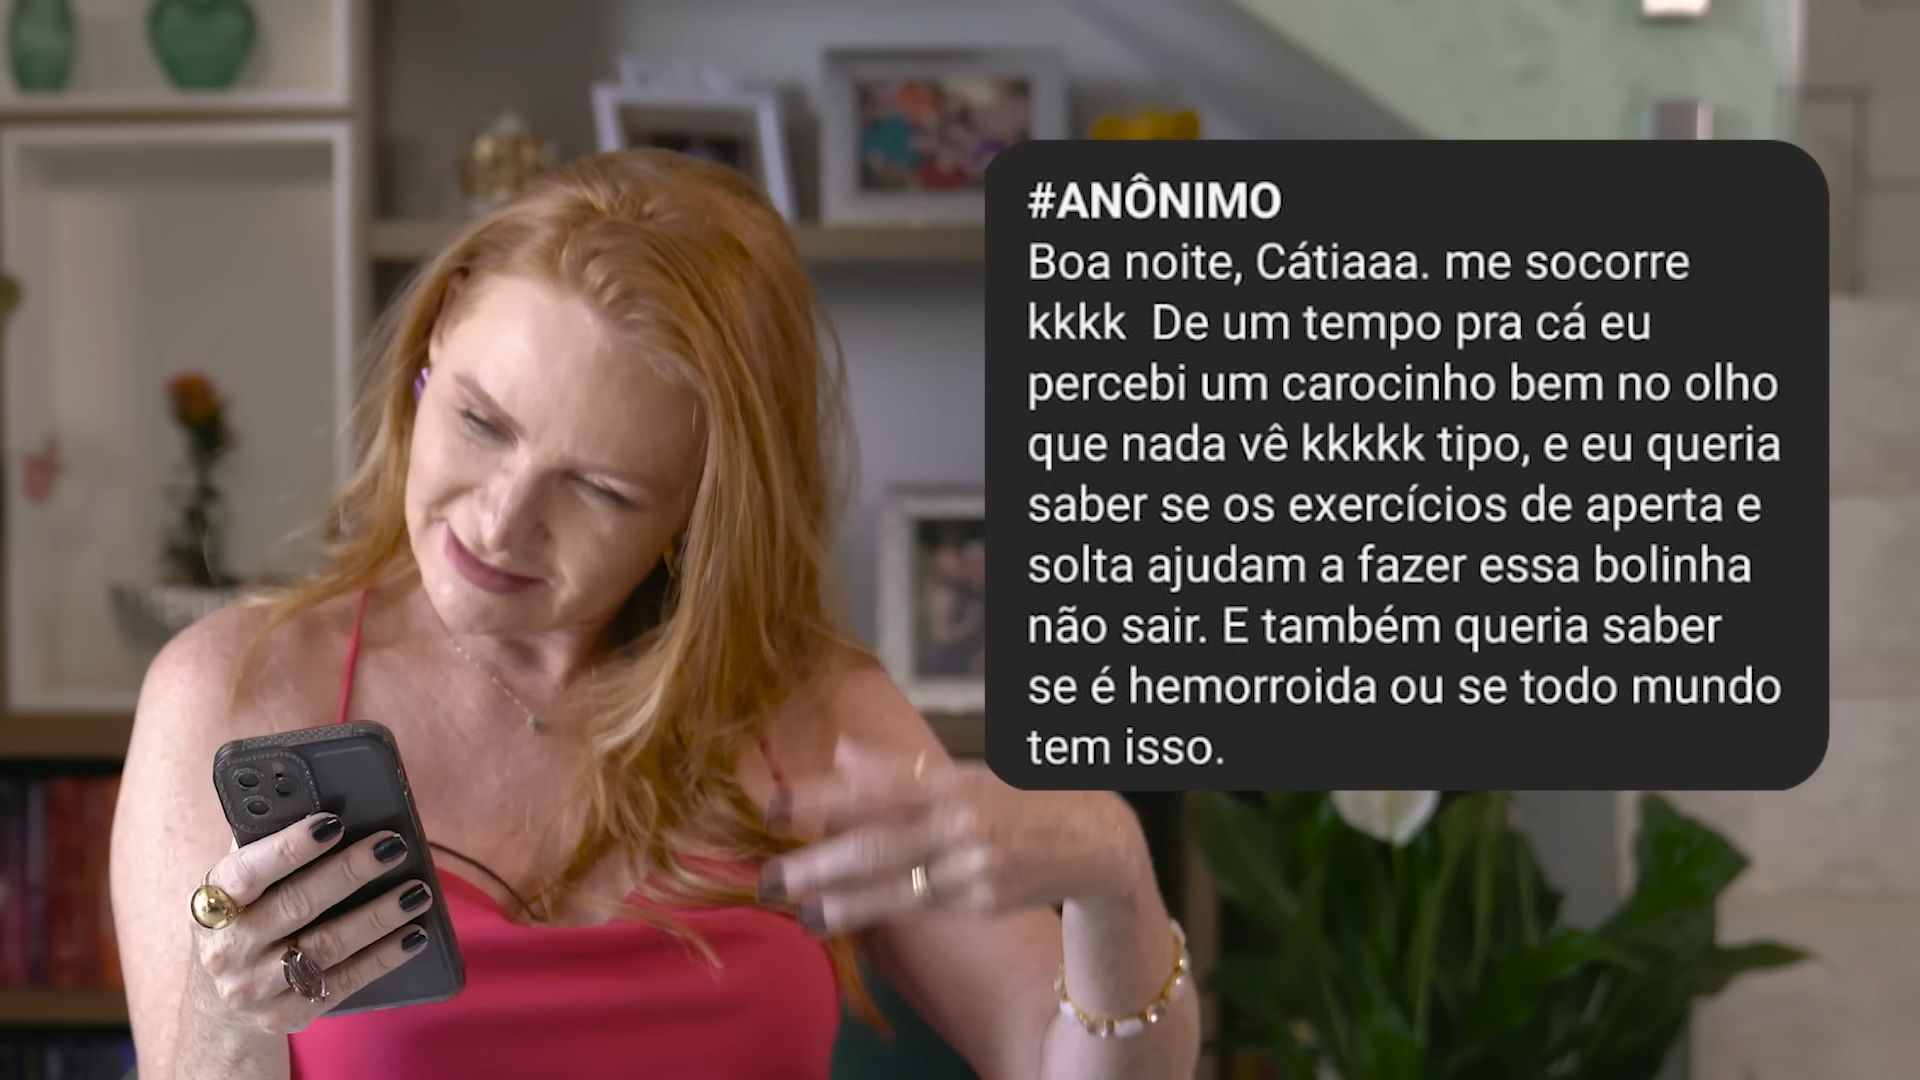 #ANÔNIMO
Boa noite, Cátiaaa. me socorre
kkkk  De um tempo pra cá eu
percebi um carocinho bem no olho
que nada vê kkkkk tipo, e eu queria
saber se os exercícios de aperta e
solta ajudam a fazer essa bolinha
não sair. E também queria saber
se é hemorroida ou se todo mundo
tem isso.